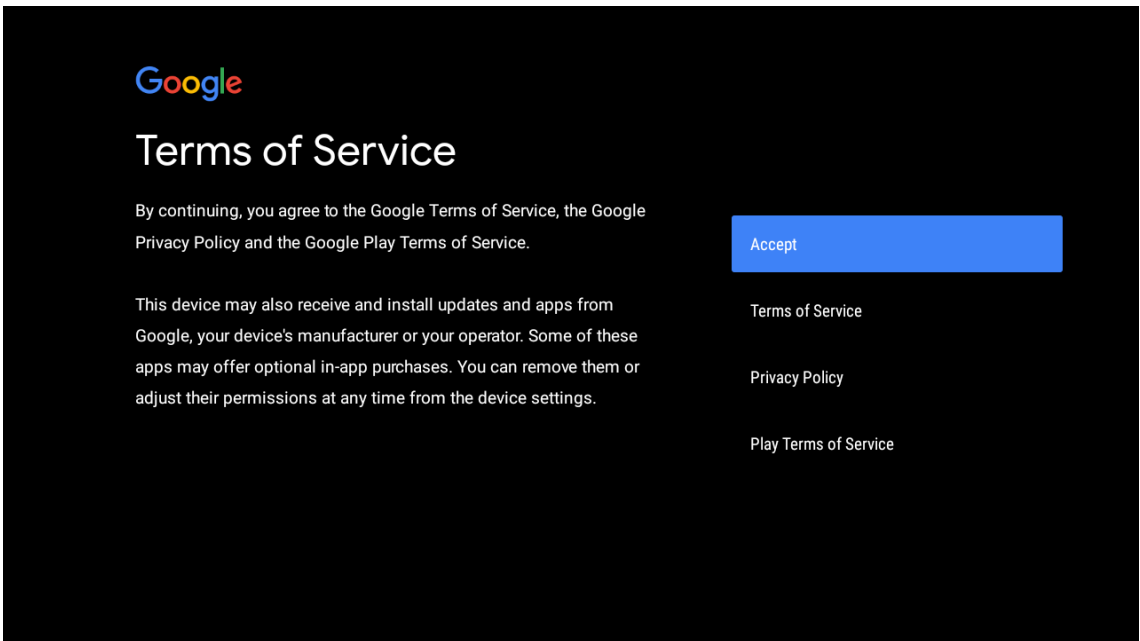 Google
Terms of Service
By continuing, you agree to the Google Terms of Service, the Google
Privacy Policy and the Google Play Terms of Service.
This device may also receive and install updates and apps from
Google, your device's manufacturer or your operator. Some of these
apps may offer optional in-app purchases. You can remove them or
adjust their permissions at any time from the device settings.
Accept
Terms of Service
Privacy Policy
Play Terms of Service